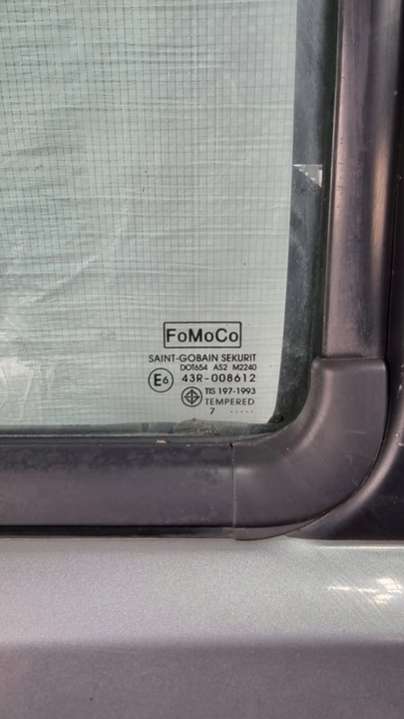 FoMoCo
SAINT-GOBAIN SEKURIT
DOT654 AS2 M2240
E6 43R-008612
TIS 197-1993
TEMPERED
7 .....